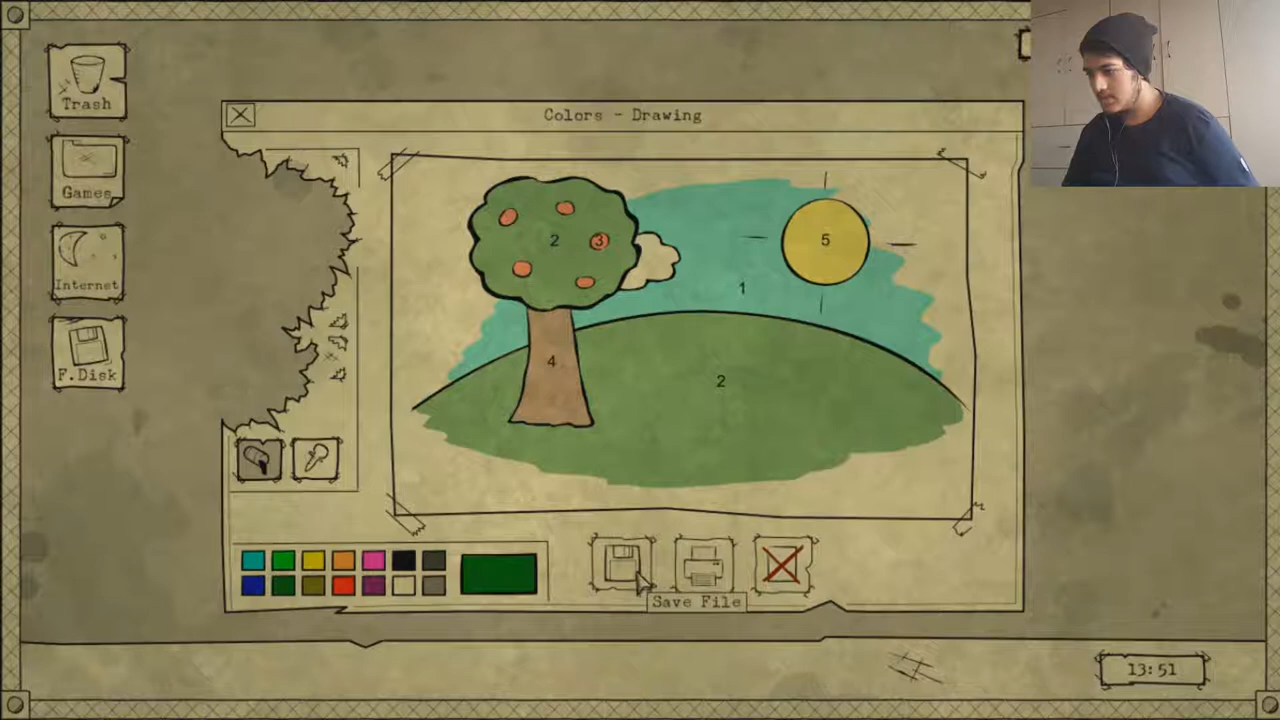 Trash
Games
Internet
F.Disk
Colors - Drawing
2
3
5
1
4
2
Save File
13:51